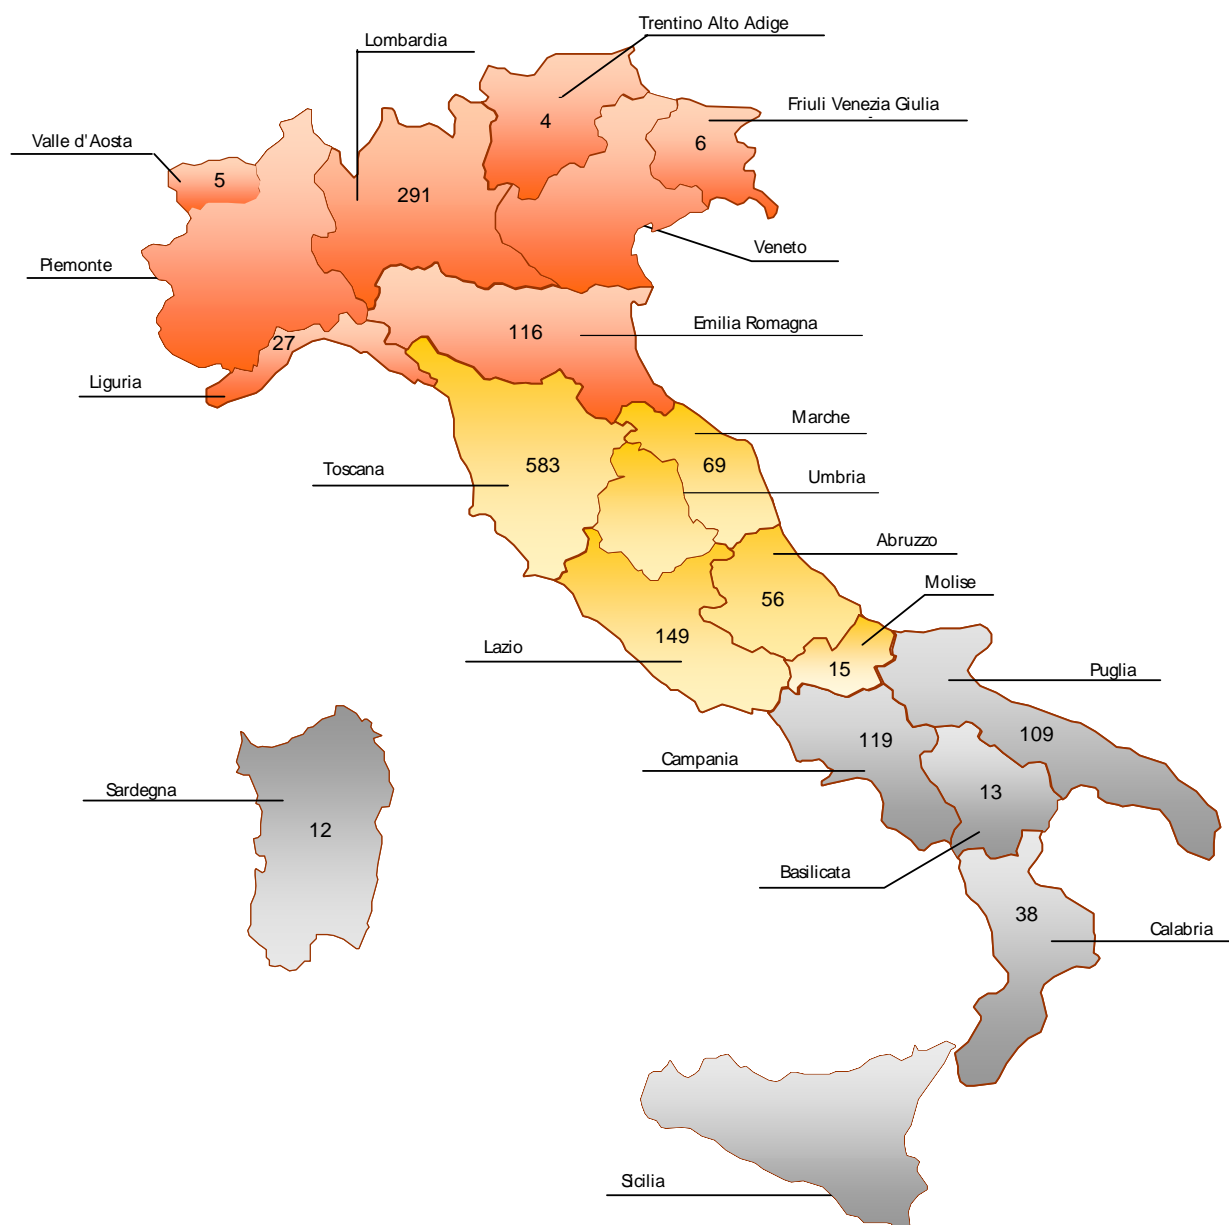 Trentino Alto Adige
Lombardia
Friuli Venezia Giulia
4
Valle d'Aosta
6
5
291
Veneto
Piemonte
Emilia Romagna
116
27
Liguria
Marche
583
69
Toscana
Umbria
Abruzzo
Molise
56
149
Lazio
15
Puglia
119
109
Campania
Sardegna
13
12
Basilicata
38
Calabria
Sicilia